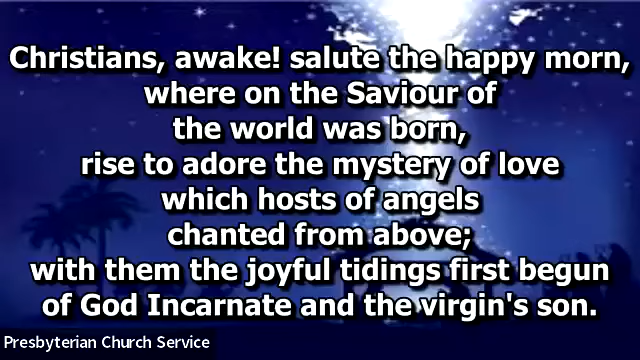 Christians, awake! salute the happy morn,
where on the Saviour of
the world was born,
rise to adore the mystery of love
which hosts of angels
chanted from above;
with them the joyful tidings first begun
of God Incarnate and the virgin's son.
Presbyterian Church Service